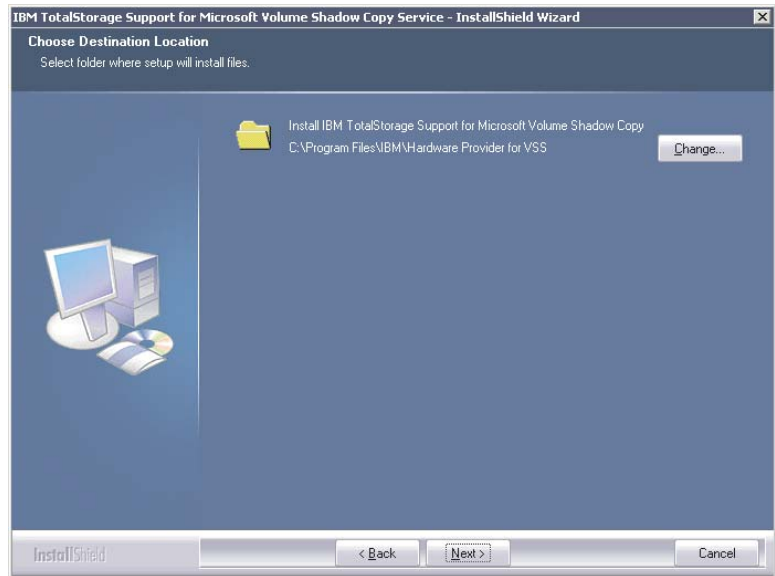 IBM TotalStorage Support for Microsoft Volume Shadow Copy Service - InstallShield Wizard
Choose Destination Location
Select folder where setup will install files.
Install IBM TotalStorage Support for Microsoft Volume Shadow Copy
C:\Program Files\IBM\Hardware Provider for VSS
Change...
InstallShield
< Back
Next >
Cancel